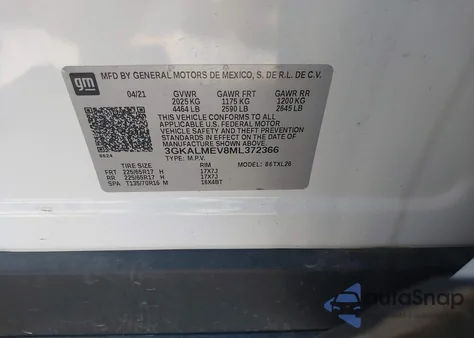 gm
MFD BY GENERAL MOTORS DE MEXICO, S. DE R.L. DE C.V.
04/21 GVWR GAWR FRT GAWR RR
2025 KG 1175 KG 1200 KG
4464 LB 2590 LB 2645 LB
THIS VEHICLE CONFORMS TO ALL
APPLICABLE U.S. FEDERAL MOTOR
VEHICLE SAFETY, BUMPER, AND THEFT
PREVENTION STANDARDS IN EFFECT ON
THE DATE OF MANUFACTURE SHOWN ABOVE.
3GKALMEV8ML372366
6624 TYPE: M.P.V. MODEL: 86TXL26
TIRE SIZE RIM
FRT 225/65R17 H 17X7J
RR 225/65R17 H 17X7J
SPA T135/70R16 M 16X4BT
AutoSnap